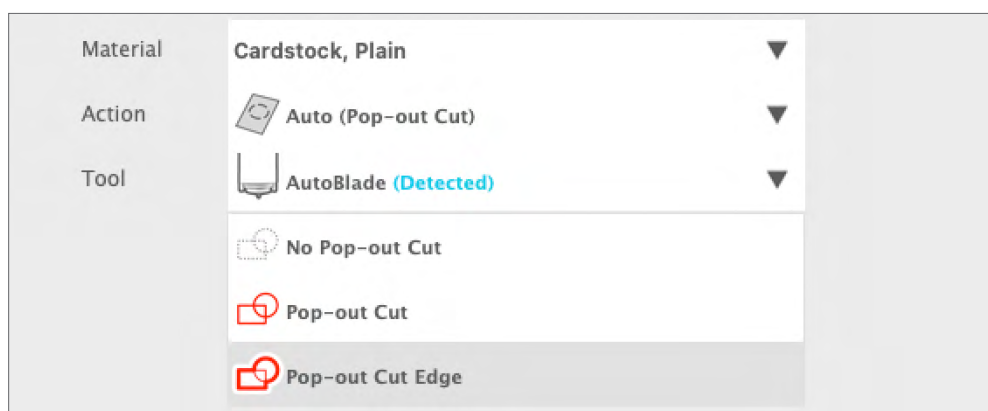 Material Cardstock, Plain
Action Auto (Pop-out Cut)
Tool AutoBlade (Detected)
No Pop-out Cut
Pop-out Cut
Pop-out Cut Edge